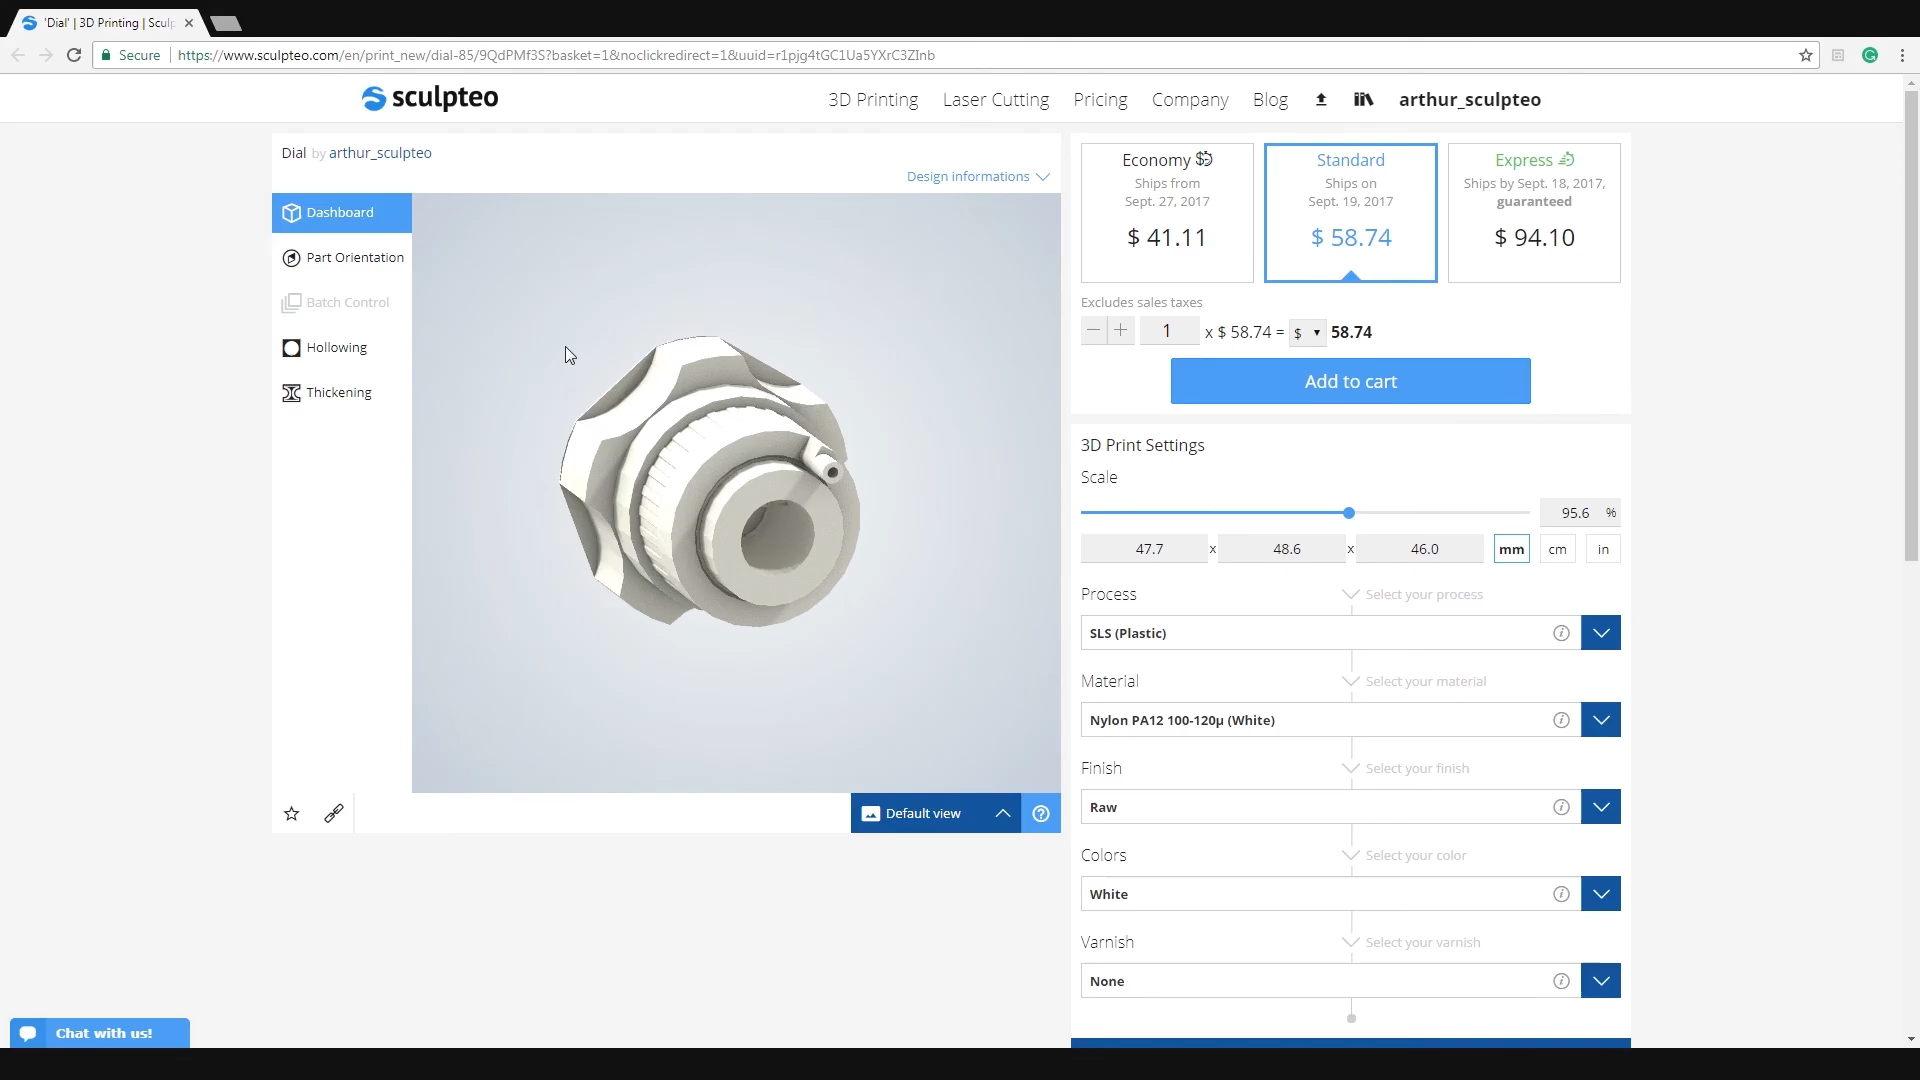 'Dial' | 3D Printing | Sculp
Secure
https://www.sculpteo.com/en/print_new/dial-85/9QdPMf3S?basket=1&noclickredirect=1&uuid=r1pjg4tGC1Ua5YXrC3ZInb
sculpteo
3D Printing
Laser Cutting
Pricing
Company
Blog
arthur_sculpteo
Dial by arthur_sculpteo
Design informations
Dashboard
Part Orientation
Batch Control
Hollowing
Thickening
Default view
Economy
Ships from
Sept. 27, 2017
$ 41.11
Standard
Ships on
Sept. 19, 2017
$ 58.74
Express
Ships by Sept. 18, 2017,
guaranteed
$ 94.10
Excludes sales taxes
1 x $ 58.74 = $ 58.74
Add to cart
3D Print Settings
Scale
95.6 %
47.7 x 48.6 x 46.0 mm cm in
Process
Select your process
SLS (Plastic)
Material
Select your material
Nylon PA12 100-120µ (White)
Finish
Select your finish
Raw
Colors
Select your color
White
Varnish
Select your varnish
None
Chat with us!